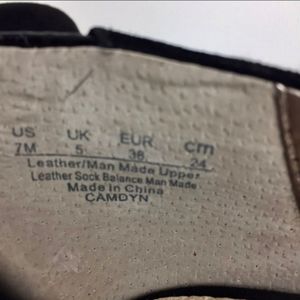 US UK EUR cm
7M 5 38 24
Leather/Man Made Upper
Leather Sock Balance Man Made
Made in China
CAMDYN